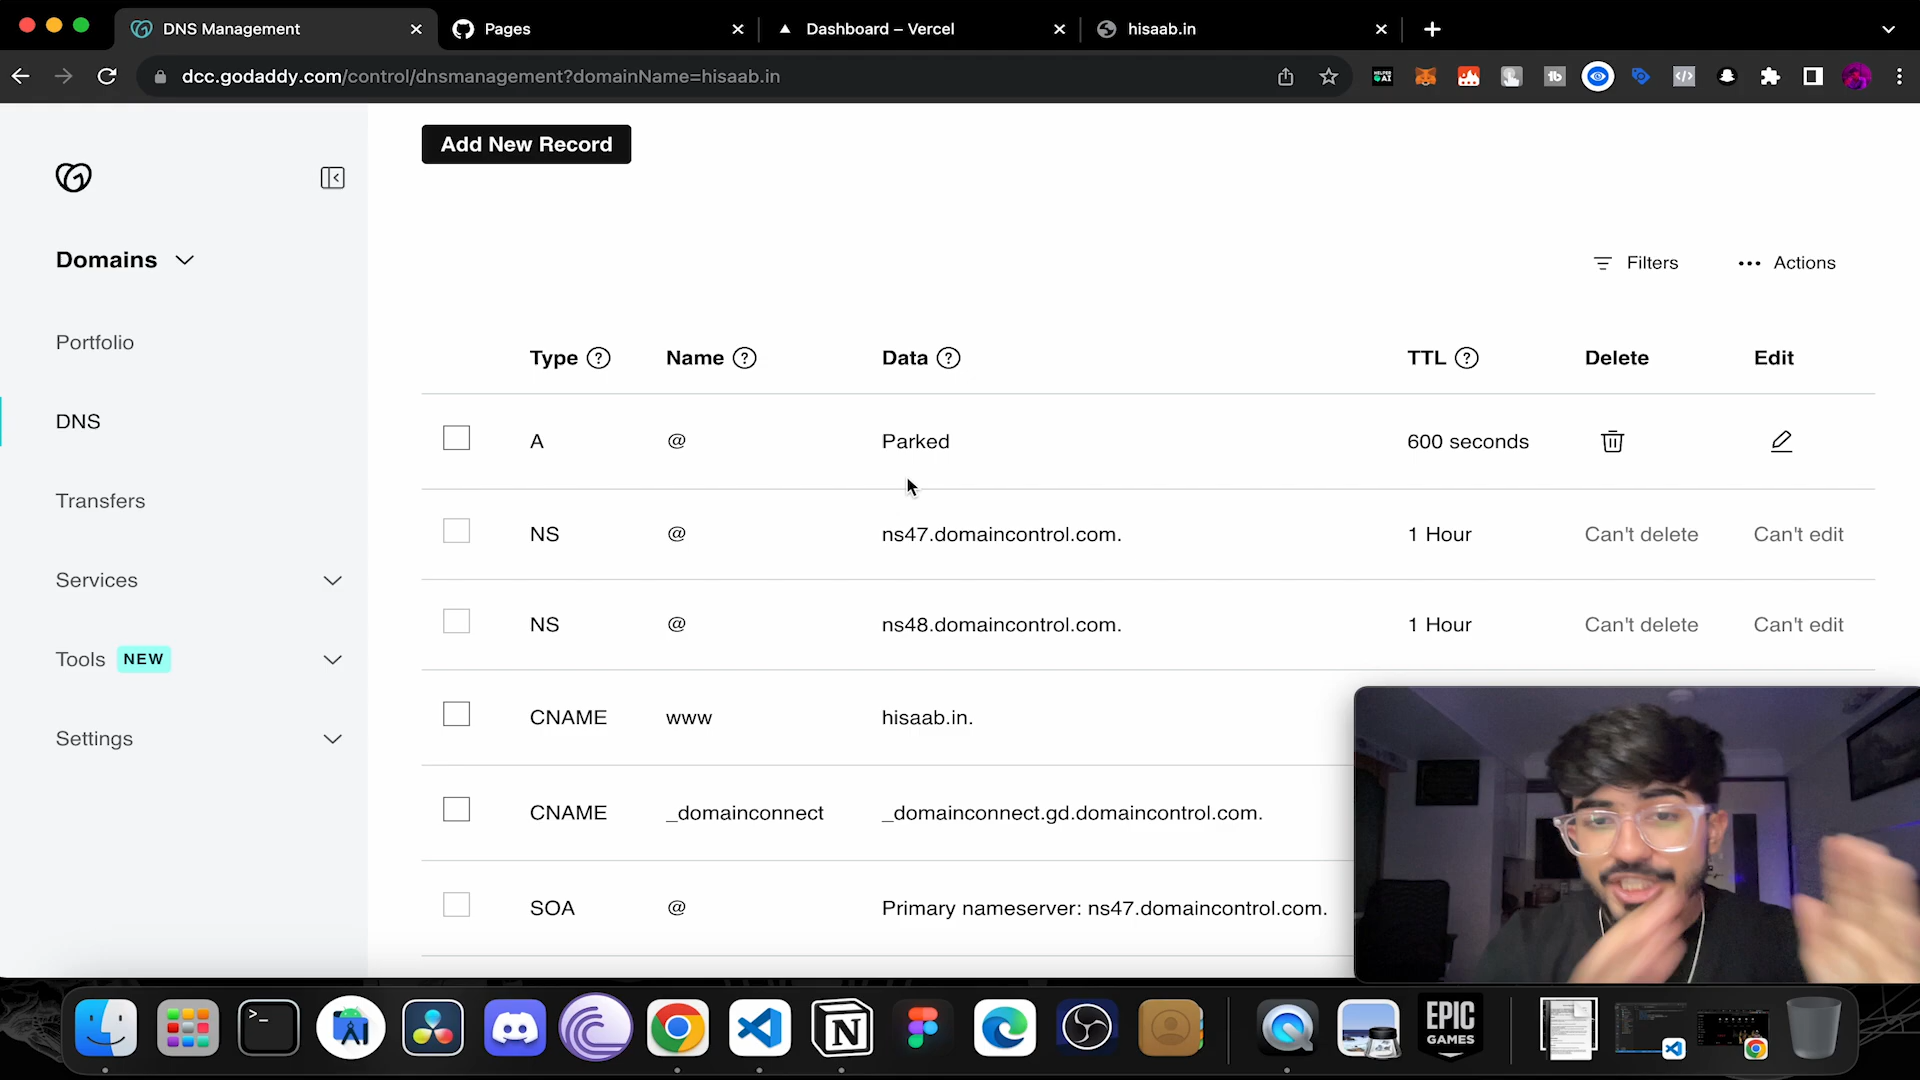 DNS Management
Pages
Dashboard – Vercel
hisaab.in
dcc.godaddy.com/control/dnsmanagement?domainName=hisaab.in
Add New Record
Domains
Portfolio
DNS
Transfers
Services
Tools NEW
Settings
Filters
Actions
Type ? Name ? Data ? TTL ? Delete Edit
A @ Parked 600 seconds
NS @ ns47.domaincontrol.com. 1 Hour Can't delete Can't edit
NS @ ns48.domaincontrol.com. 1 Hour Can't delete Can't edit
CNAME www hisaab.in.
CNAME _domainconnect _domainconnect.gd.domaincontrol.com.
SOA @ Primary nameserver: ns47.domaincontrol.com.
EPIC
GAMES